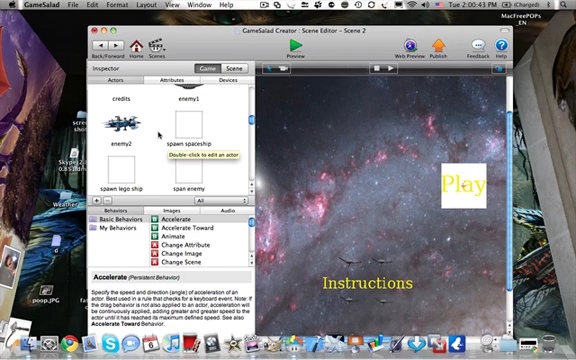 GameSalad File Edit Format Layout View Window Help
(Charged) Tue 2:00:43 PM
MacFreePOPs
EN
GameSalad Creator : Scene Editor - Scene 2
Back/Forward Home Scenes Preview Web Preview Publish Feedback Help
Inspector Game Scene
Actors Attributes Devices
credits enemy1
enemy2 spawn spaceship
Double-click to edit an actor
spawn lego ship span enemy
All
Behaviors Images Audio
Basic Behaviors
My Behaviors
Accelerate
Accelerate Toward
Animate
Change Attribute
Change Image
Change Scene
Accelerate (Persistent Behavior)
Specify the speed and direction (angle) of acceleration of an
actor. Best used in a rule that checks for a keyboard event. Note: If
the drag behavior is not also applied to an actor, acceleration
will be continuously applied, adding greater and greater speed to
the actor until it has reached its maximum defined speed. See also
Accelerate Toward Behavior.
Play
Instructions
Weather
poop.JPG